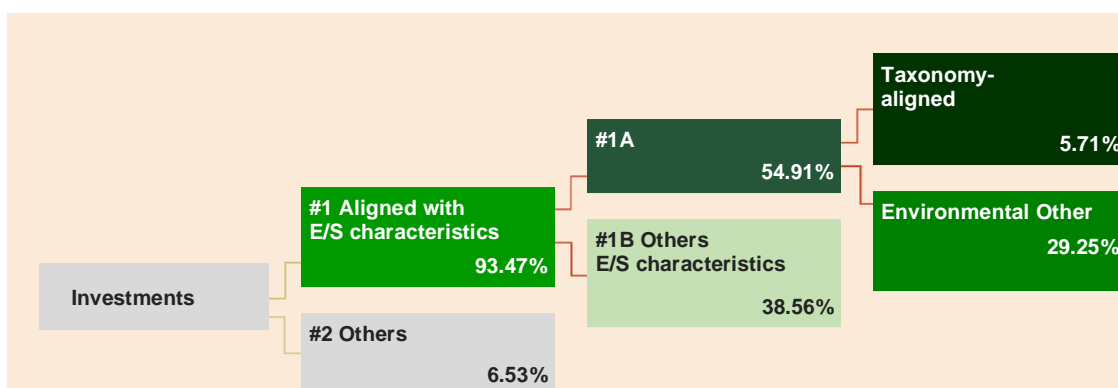 Investments
#1 Aligned with
E/S characteristics
93.47%
#2 Others
6.53%
#1A
54.91%
#1B Others
E/S characteristics
38.56%
Taxonomy-
aligned
5.71%
Environmental Other
29.25%